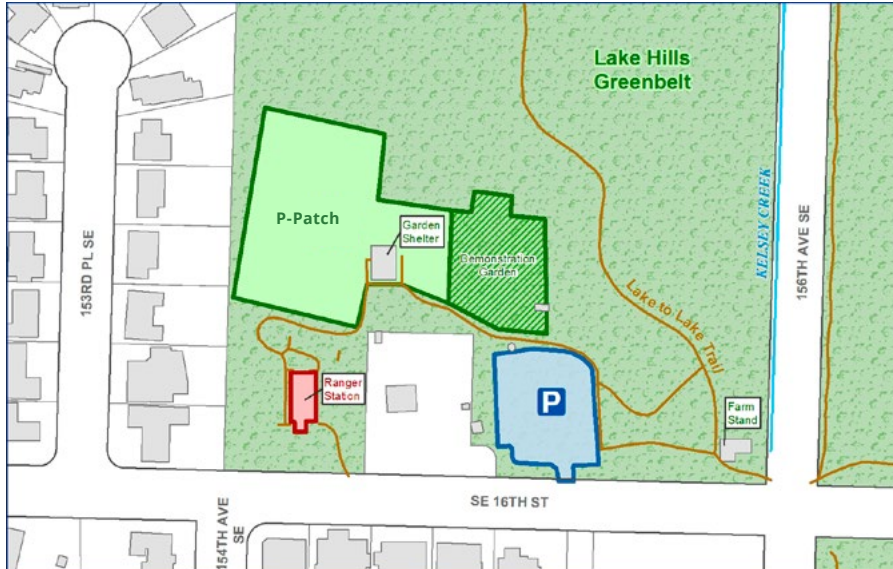 Lake Hills
Greenbelt
P-Patch
Garden
Shelter
Demonstration
Garden
KELSEY CREEK
156TH AVE SE
153RD PL SE
Lake to Lake Trail
Ranger
Station
P
Farm
Stand
SE 16TH ST
154TH AVE
SE